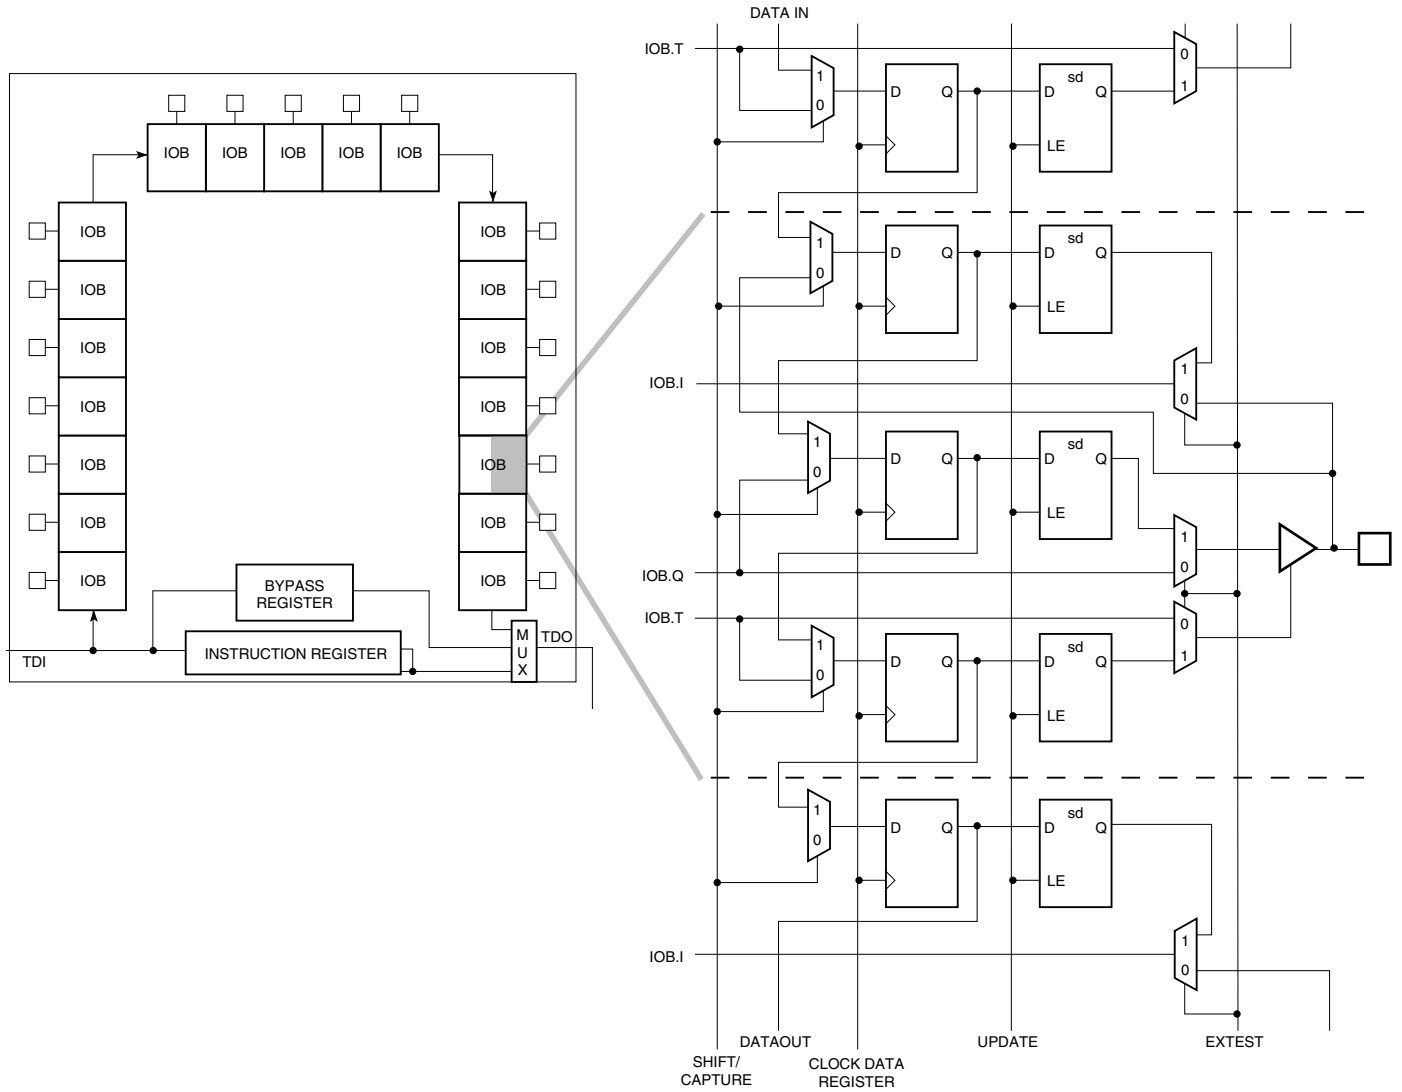 DATA IN
IOB.T
1
0
D Q
LE
sd
D Q
0
1
IOB IOB IOB IOB IOB
IOB
IOB
IOB
IOB
IOB
IOB
IOB
IOB
IOB
IOB
IOB
IOB
IOB
IOB
BYPASS
REGISTER
INSTRUCTION REGISTER
TDI
M
U
X
TDO
1
0
D Q
sd
D Q
LE
IOB.I
1
0
1
0
D Q
sd
D Q
LE
1
0
IOB.Q
IOB.T
0
1
1
0
D Q
sd
D Q
LE
1
0
D Q
sd
D Q
LE
IOB.I
1
0
DATAOUT
UPDATE
EXTEST
SHIFT/
CAPTURE
CLOCK DATA
REGISTER